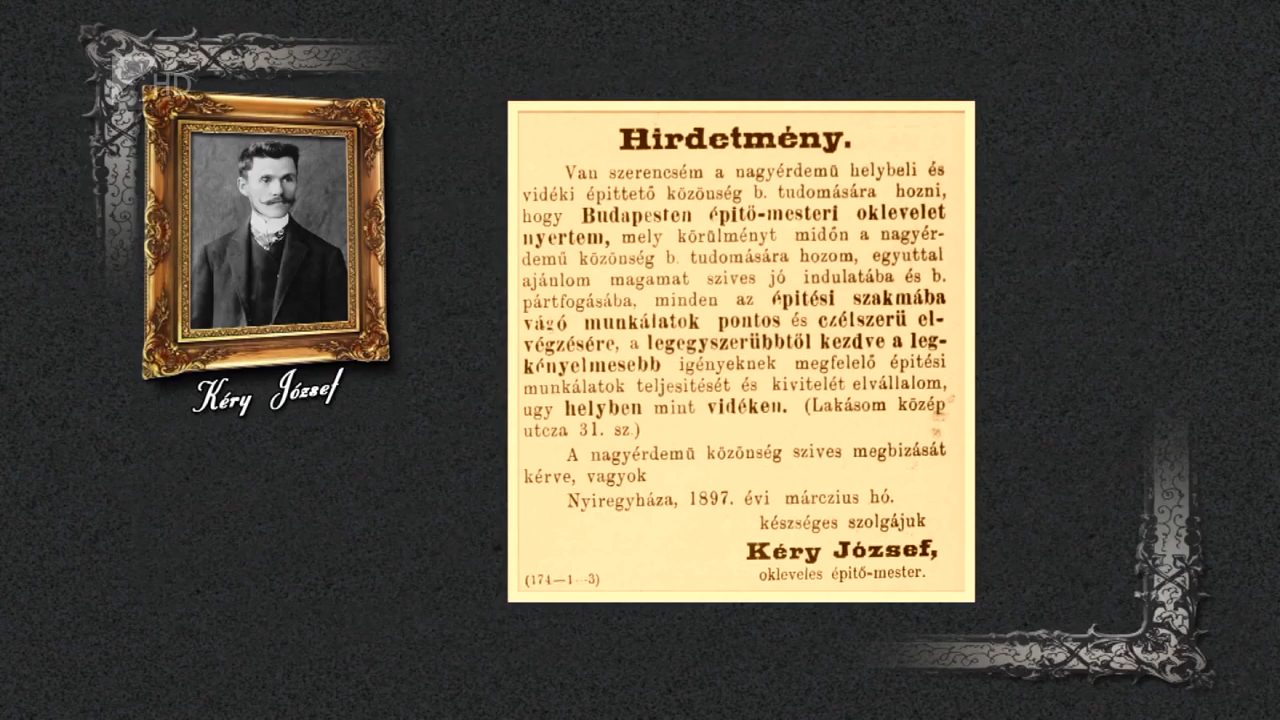 HD
Kéry József
Hirdetmény.
Van szerencsém a nagyérdemű helybeli és
vidéki épittető közönség b. tudomására hozni,
hogy Budapesten épitő-mesteri oklevelet
nyertem, mely körülményt midőn a nagyér-
demű közönség b. tudomására hozom, egyuttal
ajánlom magamat szives jó indulatába és b.
pártfogásába, minden az épitési szakmába
vágó munkálatok pontos és czélszerü el-
végzésére, a legegyszerübbtől kezdve a leg-
kényelmesebb igényeknek megfelelő épitési
munkálatok teljesitését és kivitelét elvállalom,
ugy helyben mint vidéken. (Lakásom közép
utcza 31. sz.)
A nagyérdemű közönség szives megbizását
kérve, vagyok
Nyiregyháza, 1897. évi márczius hó.
készséges szolgájuk
Kéry József,
okleveles épitő-mester.
(174—1—3)